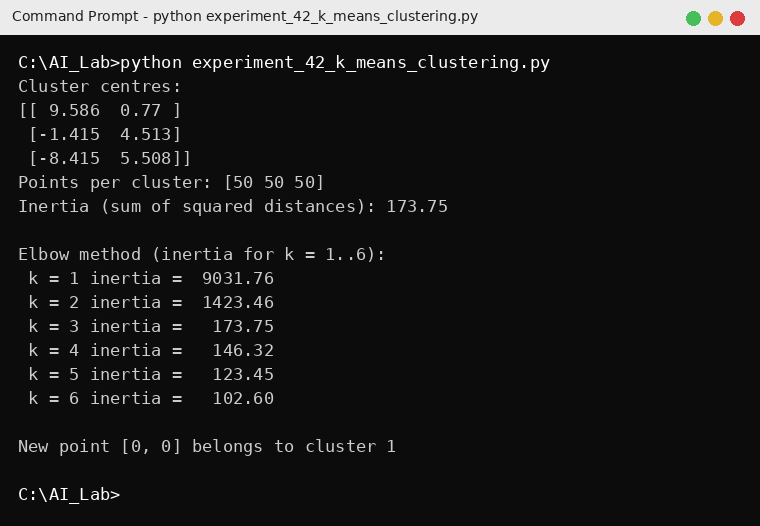 Command Prompt - python experiment_42_k_means_clustering.py
C:\AI_Lab>python experiment_42_k_means_clustering.py
Cluster centres:
[[ 9.586  0.77 ]
 [-1.415  4.513]
 [-8.415  5.508]]
Points per cluster: [50 50 50]
Inertia (sum of squared distances): 173.75

Elbow method (inertia for k = 1..6):
 k = 1 inertia =  9031.76
 k = 2 inertia =  1423.46
 k = 3 inertia =   173.75
 k = 4 inertia =   146.32
 k = 5 inertia =   123.45
 k = 6 inertia =   102.60

New point [0, 0] belongs to cluster 1

C:\AI_Lab>